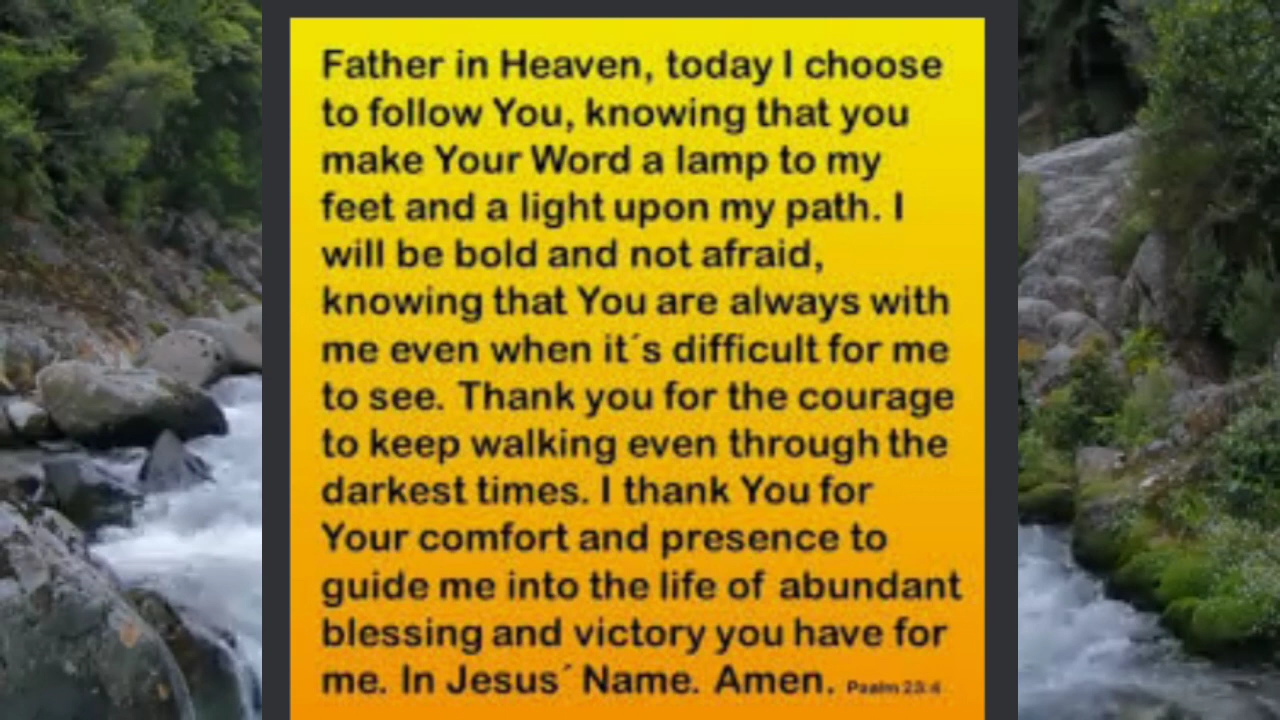 Father in Heaven, today I choose
to follow You, knowing that you
make Your Word a lamp to my
feet and a light upon my path. I
will be bold and not afraid,
knowing that You are always with
me even when it´s difficult for me
to see. Thank you for the courage
to keep walking even through the
darkest times. I thank You for
Your comfort and presence to
guide me into the life of abundant
blessing and victory you have for
me. In Jesus´ Name. Amen. Psalm 23:4